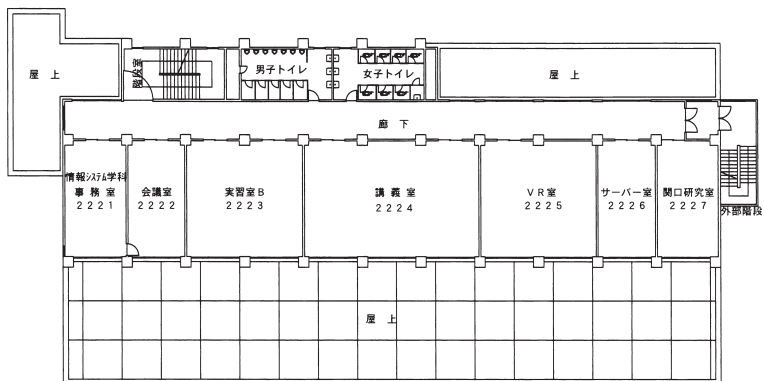 屋上
階段室
男子トイレ
女子トイレ
屋上
廊下
情報システム学科
事務室
2221
会議室
2222
実習室B
2223
講義室
2224
VR室
2225
サーバー室
2226
関口研究室
2227
外部階段
屋上